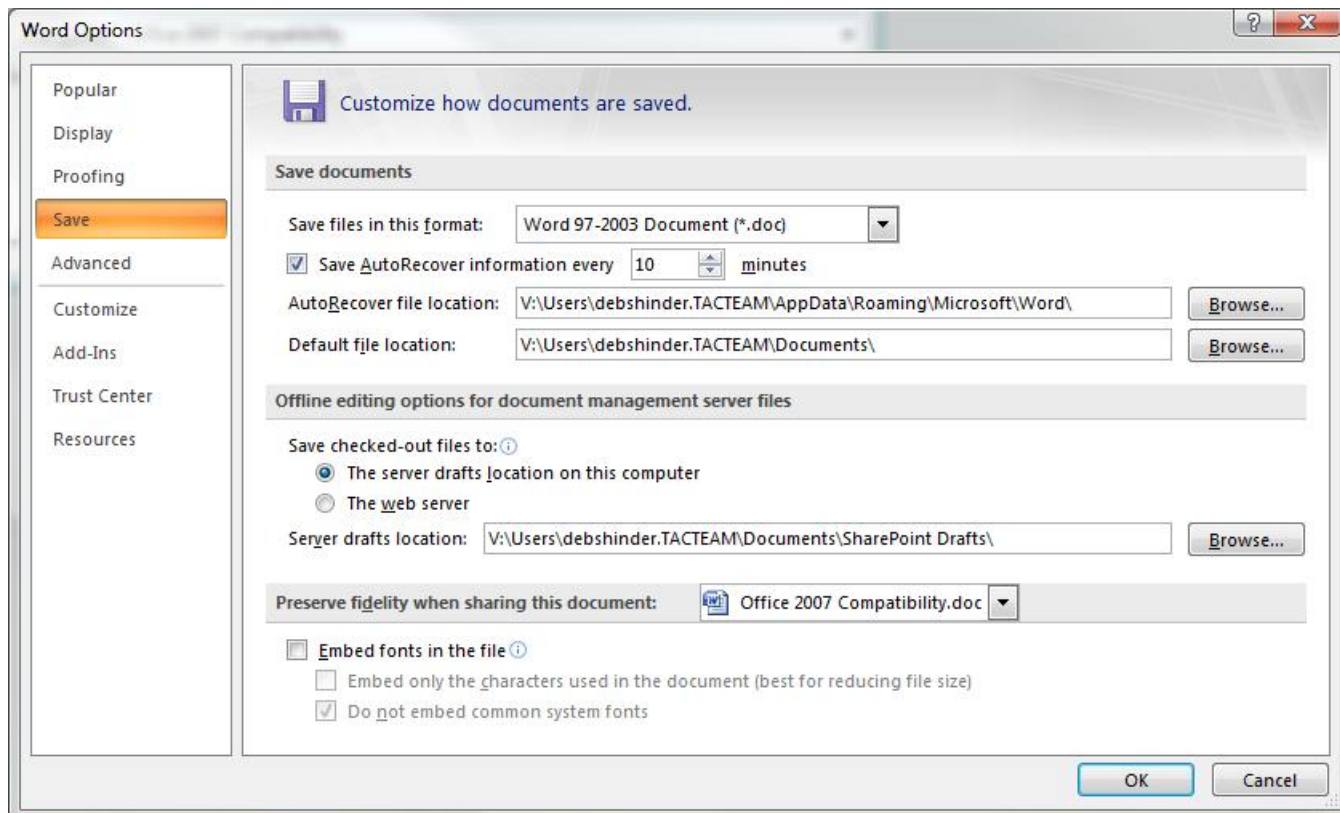 Word Options
Popular
Display
Proofing
Save
Advanced
Customize
Add-Ins
Trust Center
Resources
Customize how documents are saved.
Save documents
Save files in this format: Word 97-2003 Document (*.doc)
Save AutoRecover information every 10 minutes
AutoRecover file location: V:\Users\debshinder.TACTEAM\AppData\Roaming\Microsoft\Word\ Browse...
Default file location: V:\Users\debshinder.TACTEAM\Documents\ Browse...
Offline editing options for document management server files
Save checked-out files to:
The server drafts location on this computer
The web server
Server drafts location: V:\Users\debshinder.TACTEAM\Documents\SharePoint Drafts\ Browse...
Preserve fidelity when sharing this document: Office 2007 Compatibility.doc
Embed fonts in the file
Embed only the characters used in the document (best for reducing file size)
Do not embed common system fonts
OK Cancel